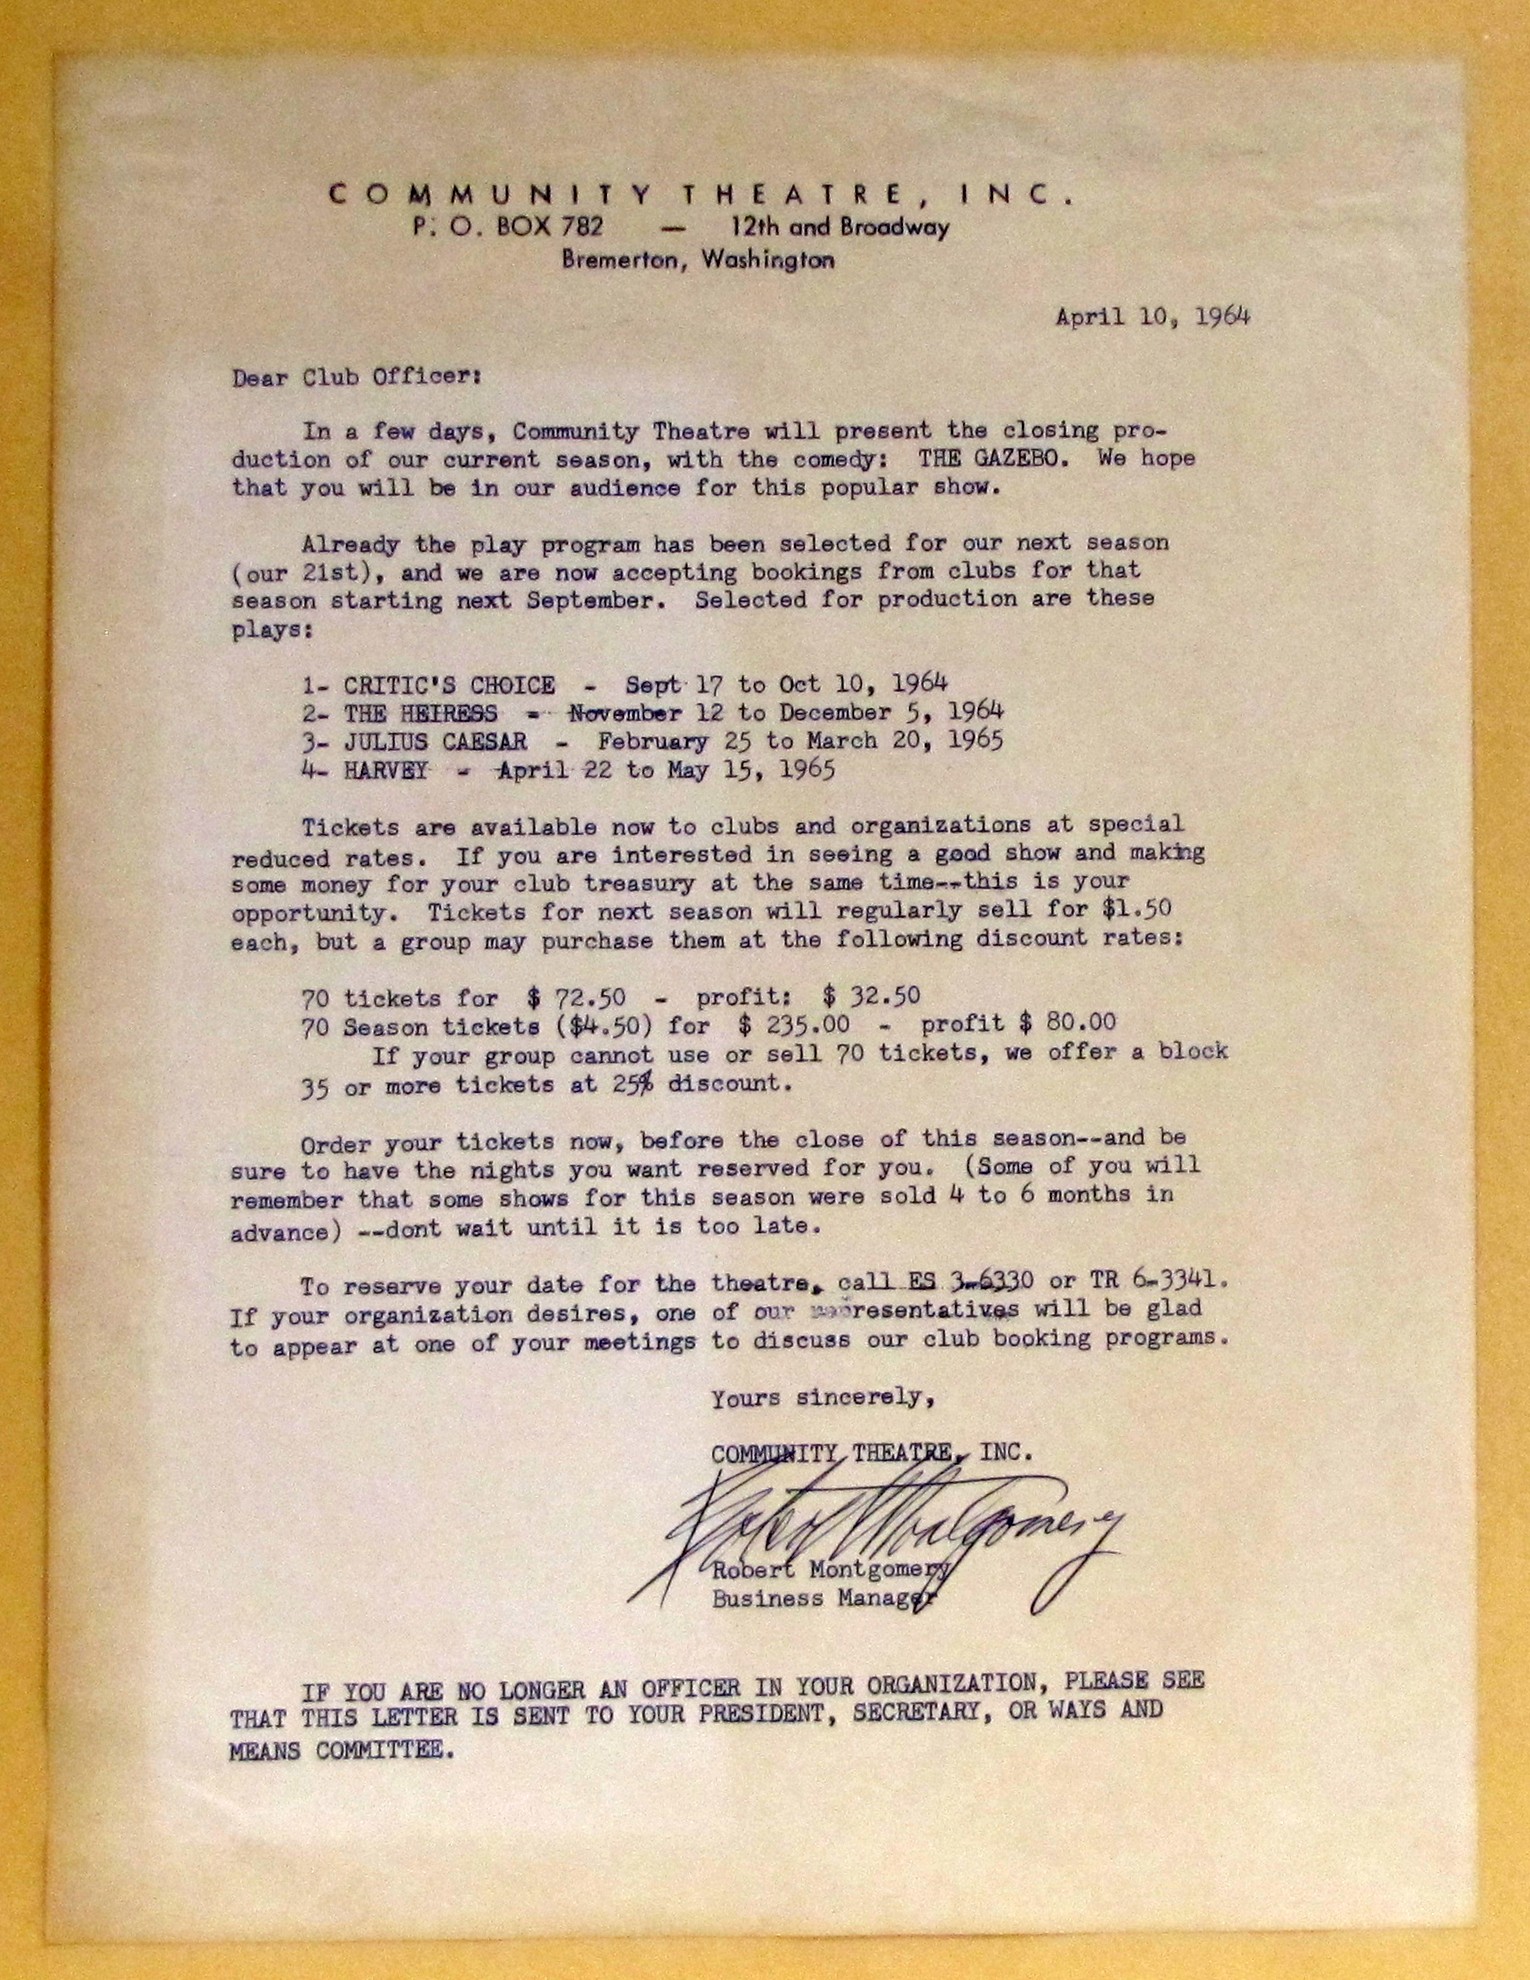 COMMUNITY THEATRE, INC.
P. O. BOX 782 — 12th and Broadway
Bremerton, Washington
April 10, 1964
Dear Club Officer:
In a few days, Community Theatre will present the closing pro-
duction of our current season, with the comedy: THE GAZEBO. We hope
that you will be in our audience for this popular show.
Already the play program has been selected for our next season
(our 21st), and we are now accepting bookings from clubs for that
season starting next September. Selected for production are these
plays:
1- CRITIC'S CHOICE - Sept 17 to Oct 10, 1964
2- THE HEIRESS - November 12 to December 5, 1964
3- JULIUS CAESAR - February 25 to March 20, 1965
4- HARVEY - April 22 to May 15, 1965
Tickets are available now to clubs and organizations at special
reduced rates. If you are interested in seeing a good show and making
some money for your club treasury at the same time--this is your
opportunity. Tickets for next season will regularly sell for $1.50
each, but a group may purchase them at the following discount rates:
70 tickets for $ 72.50 - profit: $ 32.50
70 Season tickets ($4.50) for $ 235.00 - profit $ 80.00
If your group cannot use or sell 70 tickets, we offer a block
35 or more tickets at 25% discount.
Order your tickets now, before the close of this season--and be
sure to have the nights you want reserved for you. (Some of you will
remember that some shows for this season were sold 4 to 6 months in
advance) --dont wait until it is too late.
To reserve your date for the theatre, call ES 3-6330 or TR 6-3341.
If your organization desires, one of our representatives will be glad
to appear at one of your meetings to discuss our club booking programs.
Yours sincerely,
COMMUNITY THEATRE, INC.
Robert Montgomery
Robert Montgomery
Business Manager
IF YOU ARE NO LONGER AN OFFICER IN YOUR ORGANIZATION, PLEASE SEE
THAT THIS LETTER IS SENT TO YOUR PRESIDENT, SECRETARY, OR WAYS AND
MEANS COMMITTEE.